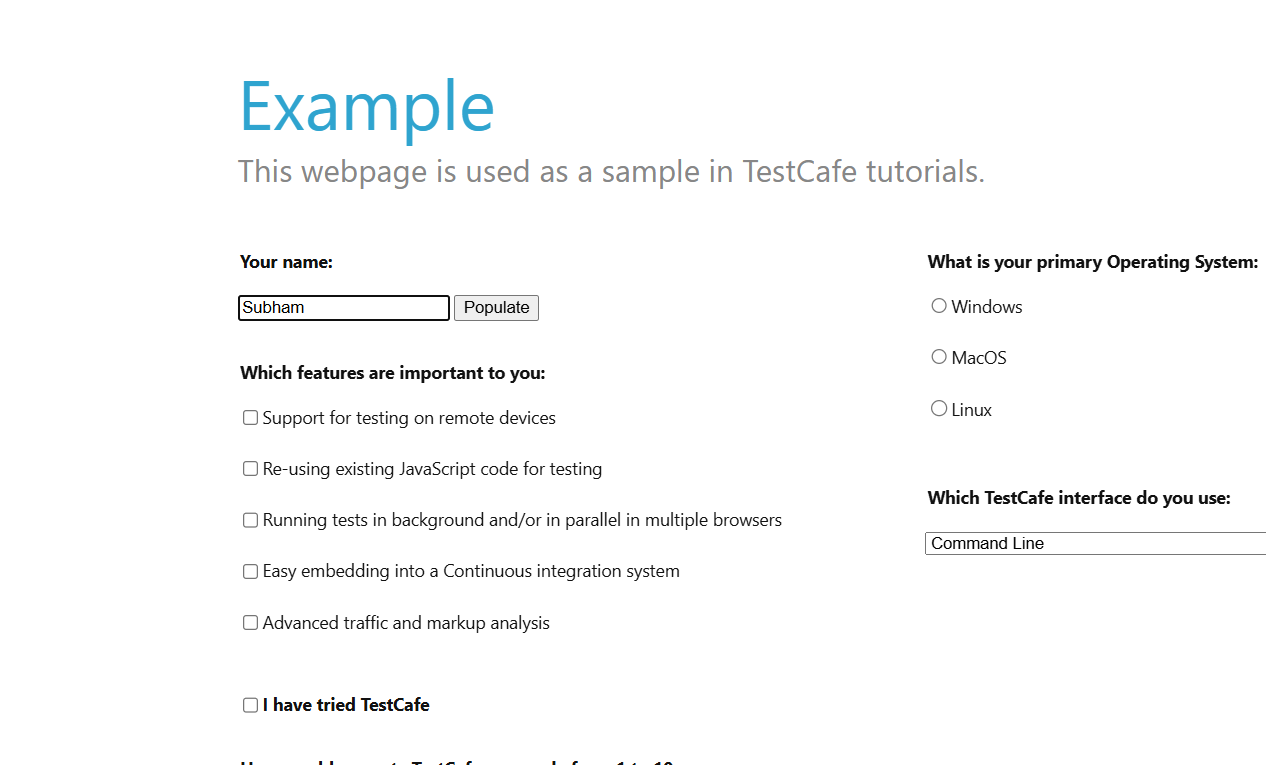 Example
This webpage is used as a sample in TestCafe tutorials.
Your name:
Subham
Populate
Which features are important to you:
Support for testing on remote devices
Re-using existing JavaScript code for testing
Running tests in background and/or in parallel in multiple browsers
Easy embedding into a Continuous integration system
Advanced traffic and markup analysis
I have tried TestCafe
What is your primary Operating System:
Windows
MacOS
Linux
Which TestCafe interface do you use:
Command Line